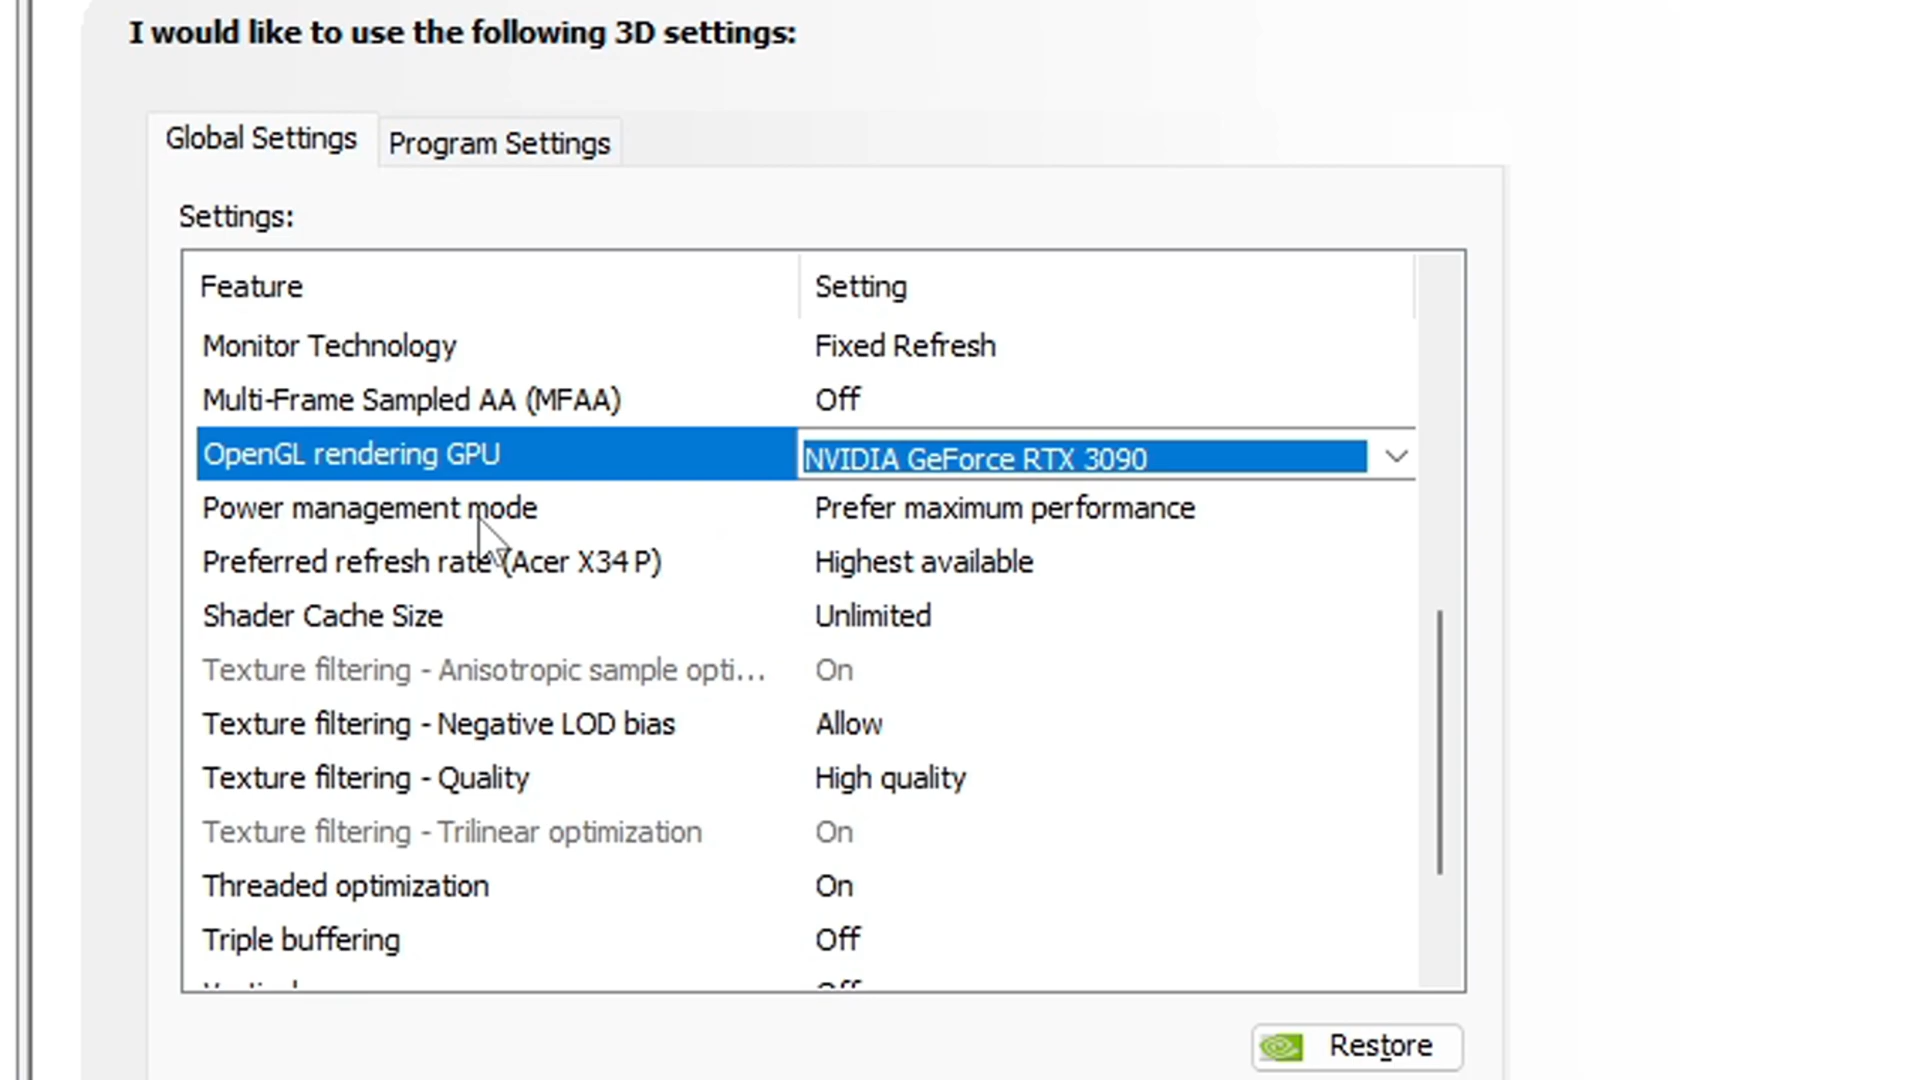 I would like to use the following 3D settings:
Global Settings Program Settings
Settings:
Feature Setting
Monitor Technology Fixed Refresh
Multi-Frame Sampled AA (MFAA) Off
OpenGL rendering GPU NVIDIA GeForce RTX 3090
Power management mode Prefer maximum performance
Preferred refresh rate (Acer X34 P) Highest available
Shader Cache Size Unlimited
Texture filtering - Anisotropic sample opti... On
Texture filtering - Negative LOD bias Allow
Texture filtering - Quality High quality
Texture filtering - Trilinear optimization On
Threaded optimization On
Triple buffering Off
Restore